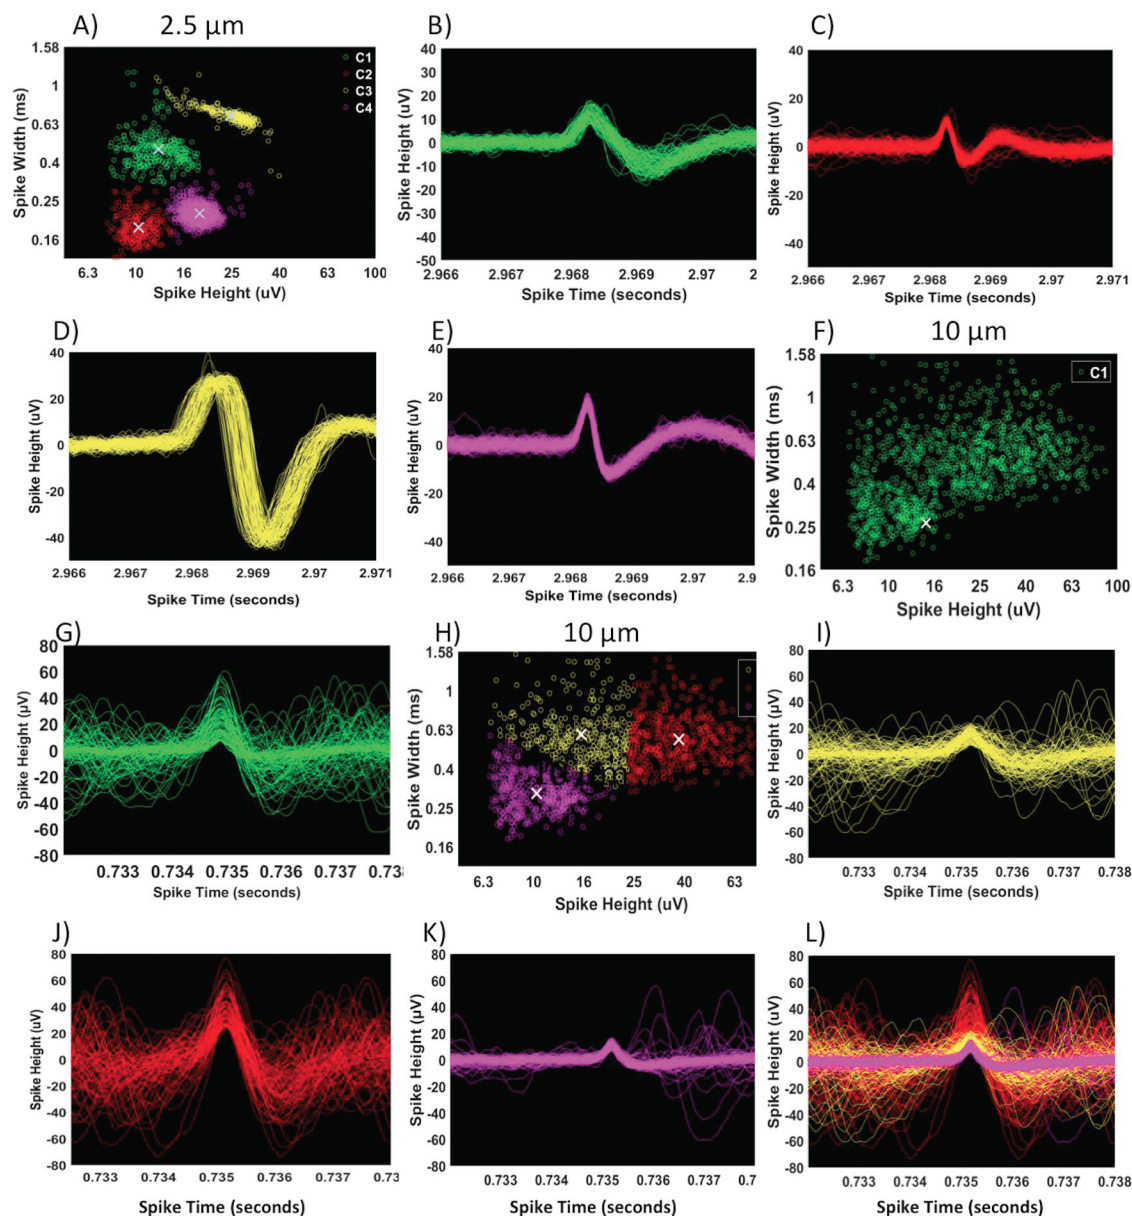 A) 2.5 µm
1.58
1
0.63
0.4
0.25
0.16
Spike Width (ms)
C1
C2
C3
C4
6.3 10 16 25 40 63 100
Spike Height (uV)
B)
40
30
20
10
0
-10
-20
-30
-40
-50
Spike Height (uV)
2.966 2.967 2.968 2.969 2.97 2
Spike Time (seconds)
C)
40
20
0
-20
-40
Spike Height (uV)
2.966 2.967 2.968 2.969 2.97 2.971
Spike Time (seconds)
D)
40
20
0
-20
-40
Spike Height (uV)
2.966 2.967 2.968 2.969 2.97 2.971
Spike Time (seconds)
E)
40
20
0
-20
-40
Spike Height (uV)
2.966 2.967 2.968 2.969 2.97 2.9
Spike Time (seconds)
F) 10 µm
1.58
1
0.63
0.4
0.25
0.16
Spike Width (ms)
C1
6.3 10 16 25 40 63 100
Spike Height (uV)
G)
80
60
40
20
0
-20
-40
-60
-80
Spike Height (µV)
0.733 0.734 0.735 0.736 0.737 0.73
Spike Time (seconds)
H) 10 µm
1.58
1
0.63
0.4
0.25
0.16
Spike Width (ms)
6.3 10 16 25 40 63
Spike Height (uV)
I)
80
60
40
20
0
-20
-40
-60
-80
Spike Height (µV)
0.733 0.734 0.735 0.736 0.737 0.738
Spike Time (seconds)
J)
80
60
40
20
0
-20
-40
-60
-80
Spike Height (uV)
0.733 0.734 0.735 0.736 0.737 0.73
Spike Time (seconds)
K)
80
60
40
20
0
-20
-40
-60
-80
Spike Height (µV)
0.733 0.734 0.735 0.736 0.737 0.7
Spike Time (seconds)
L)
80
60
40
20
0
-20
-40
-60
-80
Spike Height (µV)
0.733 0.734 0.735 0.736 0.737 0.738
Spike Time (seconds)